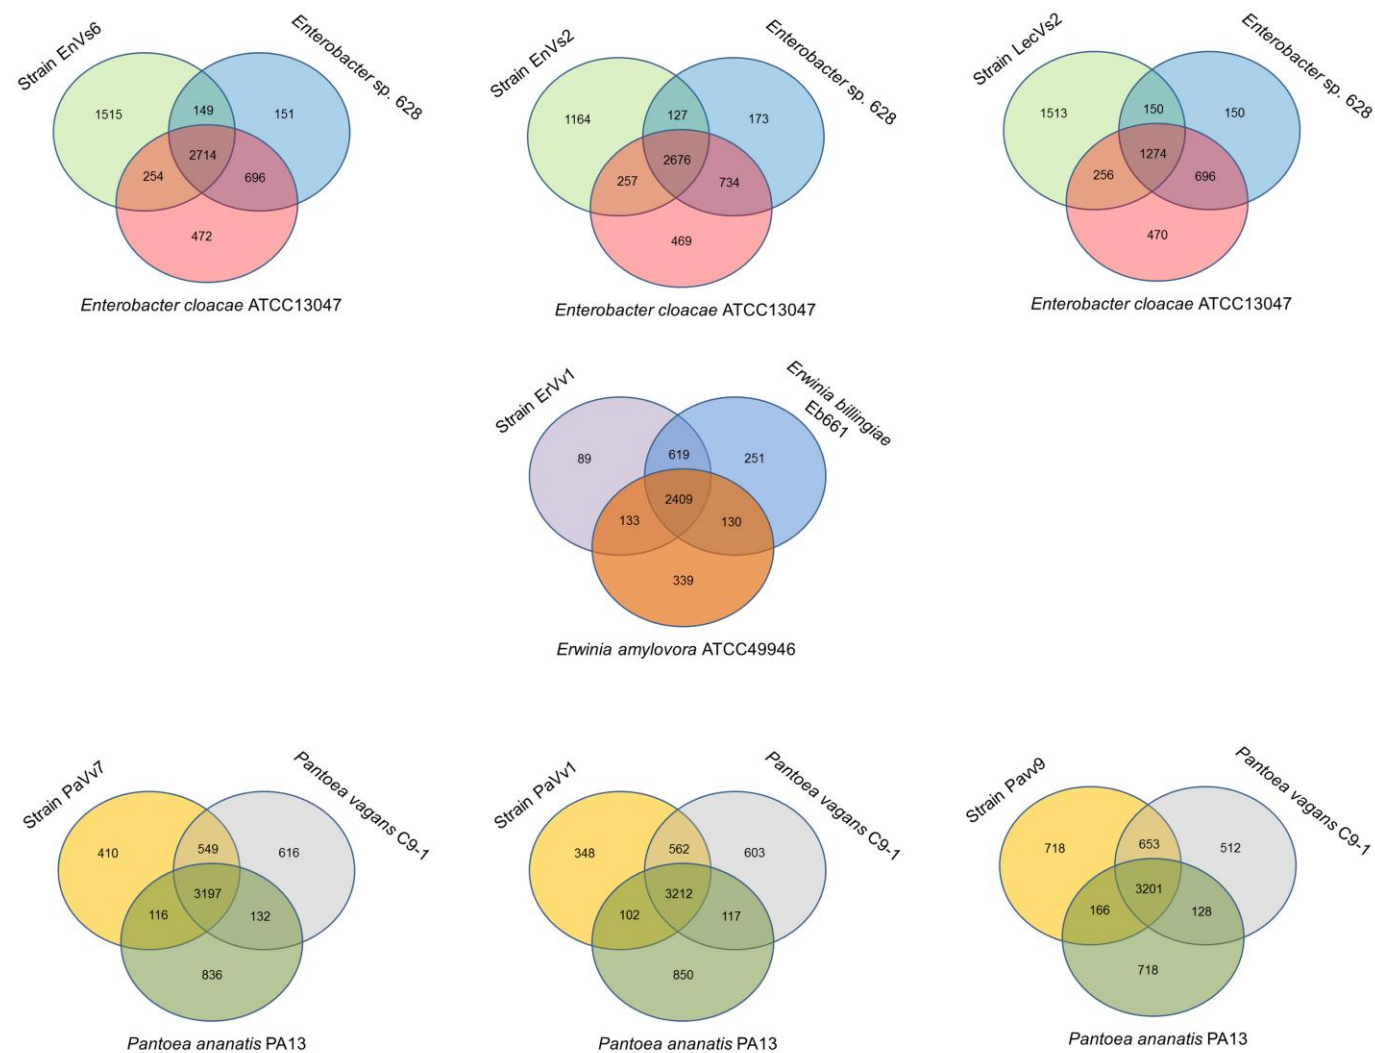 Strain EnVs6
Enterobacter sp. 628
1515
149
151
2714
254
696
472
Enterobacter cloacae ATCC13047
Strain EnVs2
Enterobacter sp. 628
1164
127
173
2676
257
734
469
Enterobacter cloacae ATCC13047
Strain LecVs2
Enterobacter sp. 628
1513
150
150
1274
256
696
470
Enterobacter cloacae ATCC13047
Strain ErVv1
Erwinia billingiae
Eb661
89
619
251
2409
133
130
339
Erwinia amylovora ATCC49946
Strain PaVv7
Pantoea vagans C9-1
410
549
616
3197
116
132
836
Pantoea ananatis PA13
Strain PaVv1
Pantoea vagans C9-1
348
562
603
3212
102
117
850
Pantoea ananatis PA13
Strain Pavv9
Pantoea vagans C9-1
718
653
512
3201
166
128
718
Pantoea ananatis PA13